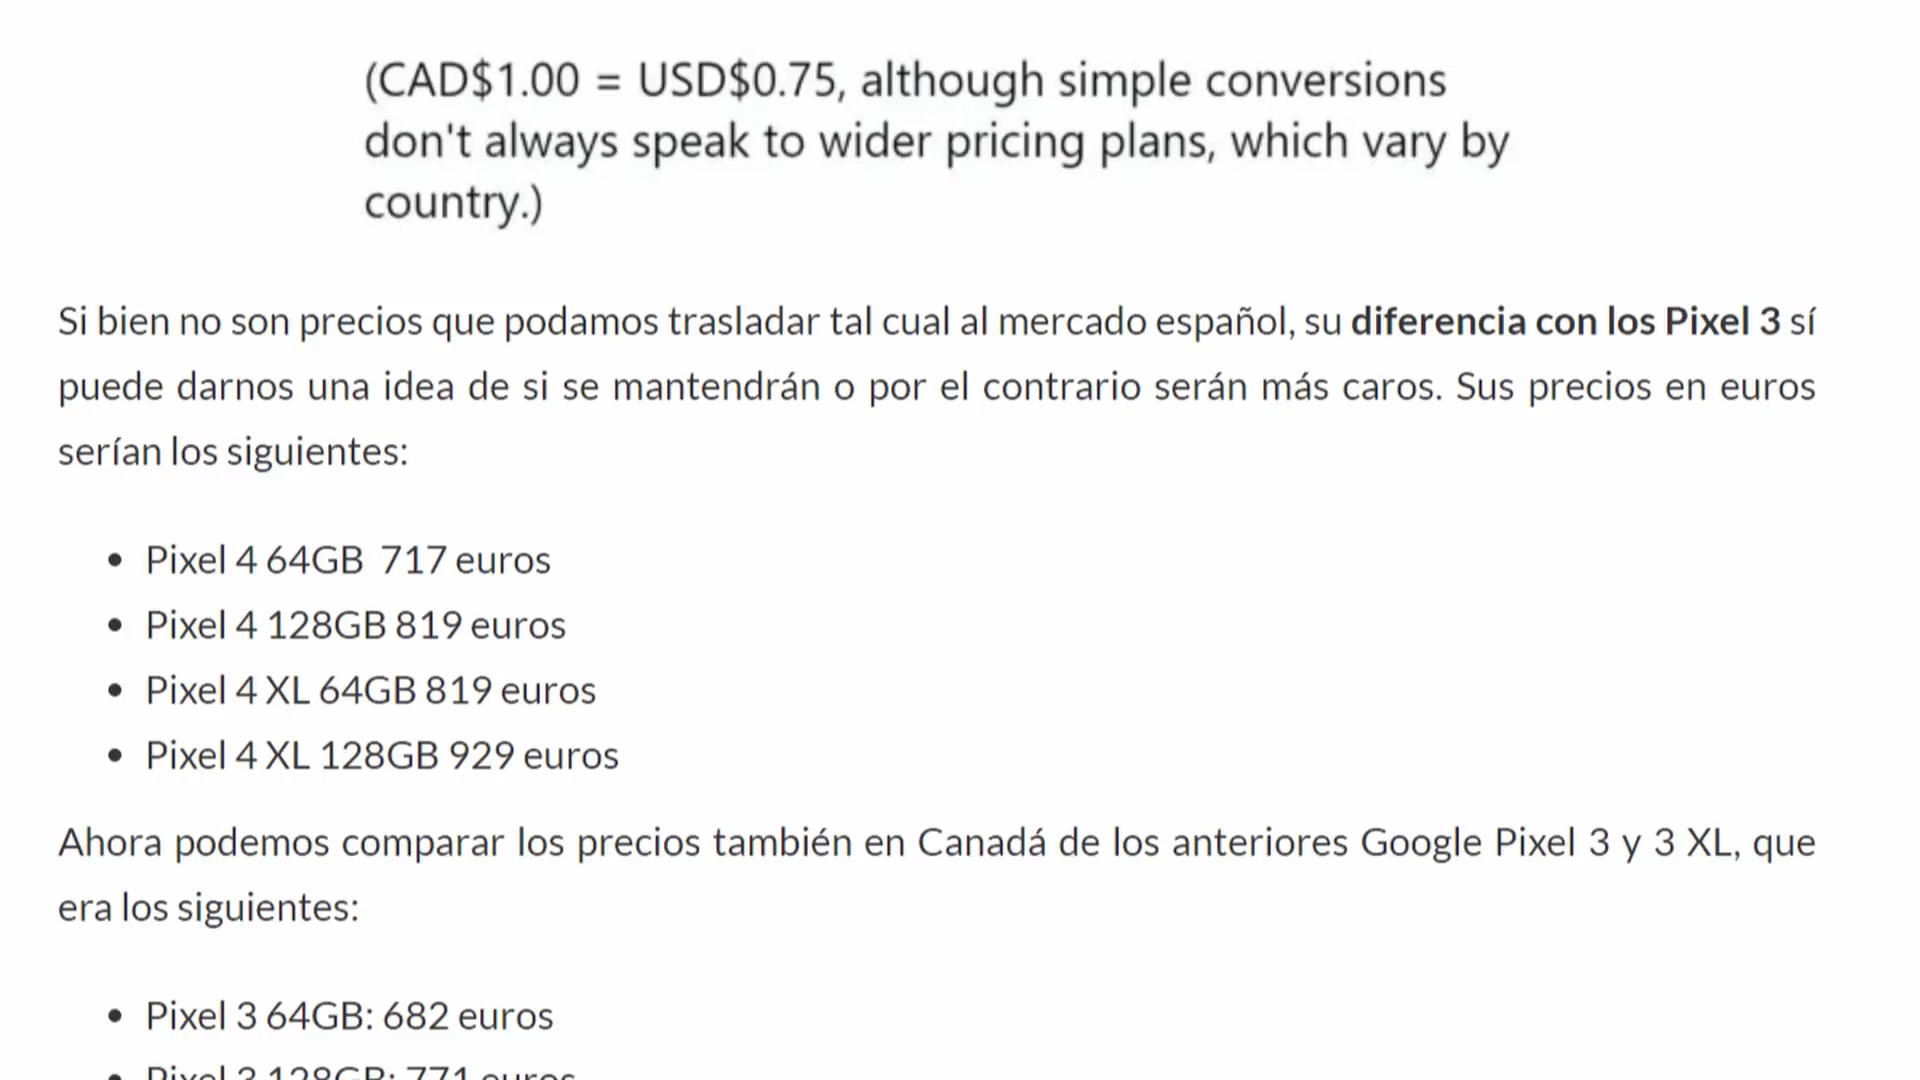 (CAD$1.00 = USD$0.75, although simple conversions
don't always speak to wider pricing plans, which vary by
country.)
Si bien no son precios que podamos trasladar tal cual al mercado español, su diferencia con los Pixel 3 sí
puede darnos una idea de si se mantendrán o por el contrario serán más caros. Sus precios en euros
serían los siguientes:
• Pixel 4 64GB  717 euros
• Pixel 4 128GB 819 euros
• Pixel 4 XL 64GB 819 euros
• Pixel 4 XL 128GB 929 euros
Ahora podemos comparar los precios también en Canadá de los anteriores Google Pixel 3 y 3 XL, que
era los siguientes:
• Pixel 3 64GB: 682 euros
• Pixel 3 128GB: 771 euros